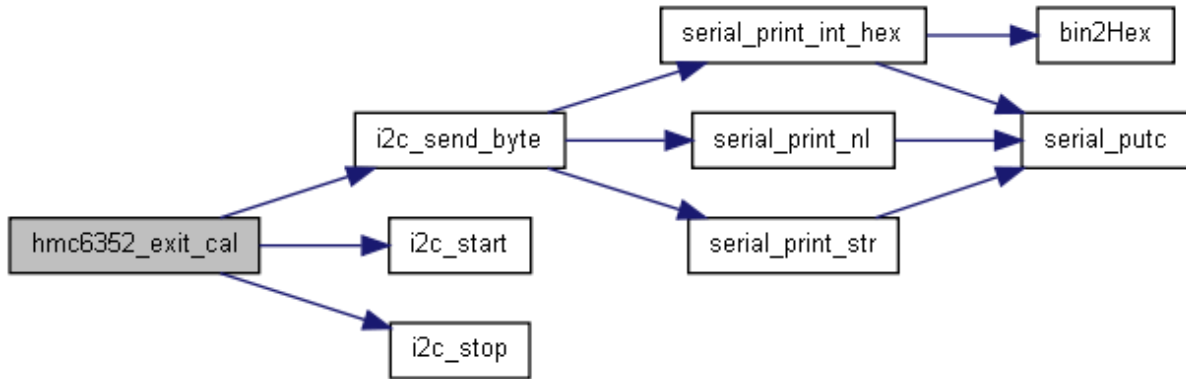 serial_print_int_hex
bin2Hex
i2c_send_byte
serial_print_nl
serial_putc
hmc6352_exit_cal
i2c_start
serial_print_str
i2c_stop